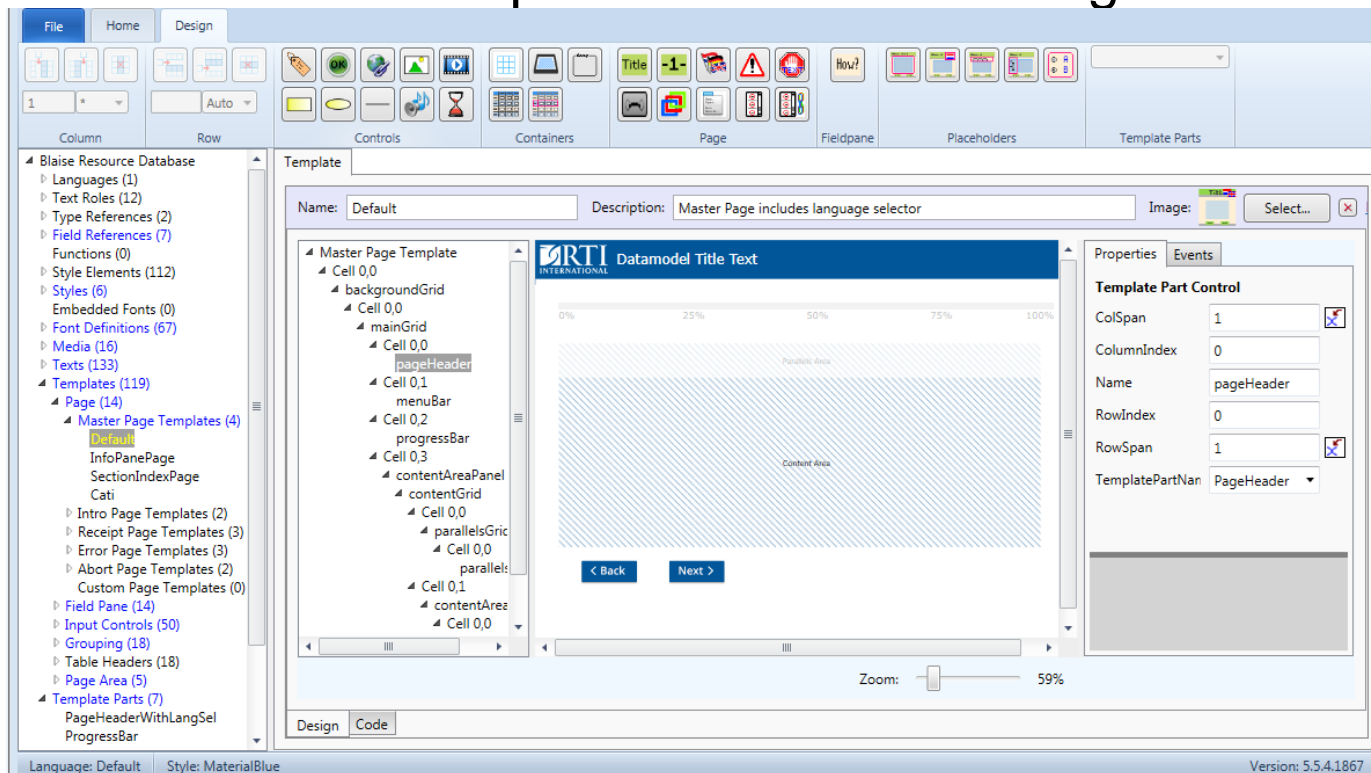 File Home Design
OK
Title -1- How?
1 * Auto
Column Row Controls Containers Page Fieldpane Placeholders Template Parts
Blaise Resource Database
Languages (1)
Text Roles (12)
Type References (2)
Field References (7)
Functions (0)
Style Elements (112)
Styles (6)
Embedded Fonts (0)
Font Definitions (67)
Media (16)
Texts (133)
Templates (119)
Page (14)
Master Page Templates (4)
Default
InfoPanePage
SectionIndexPage
Cati
Intro Page Templates (2)
Receipt Page Templates (3)
Error Page Templates (3)
Abort Page Templates (2)
Custom Page Templates (0)
Field Pane (14)
Input Controls (50)
Grouping (18)
Table Headers (18)
Page Area (5)
Template Parts (7)
PageHeaderWithLangSel
ProgressBar
Template
Name: Default Description: Master Page includes language selector Image: Select...
Master Page Template
Cell 0,0
backgroundGrid
Cell 0,0
mainGrid
Cell 0,0
pageHeader
Cell 0,1
menuBar
Cell 0,2
progressBar
Cell 0,3
contentAreaPanel
contentGrid
Cell 0,0
parallelsGric
Cell 0,0
parallels
Cell 0,1
contentArea
Cell 0,0
RTI Datamodel Title Text
INTERNATIONAL
0% 25% 50% 75% 100%
Parallels Area
Content Area
< Back Next >
Properties Events
Template Part Control
ColSpan 1
ColumnIndex 0
Name pageHeader
RowIndex 0
RowSpan 1
TemplatePartNan PageHeader
Zoom: 59%
Design Code
Language: Default Style: MaterialBlue Version: 5.5.4.1867